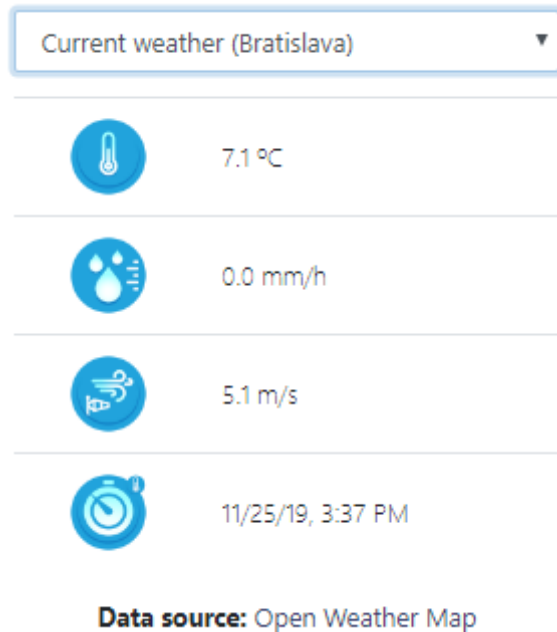 Current weather (Bratislava)
7.1 ºC
0.0 mm/h
5.1 m/s
11/25/19, 3:37 PM
Data source: Open Weather Map